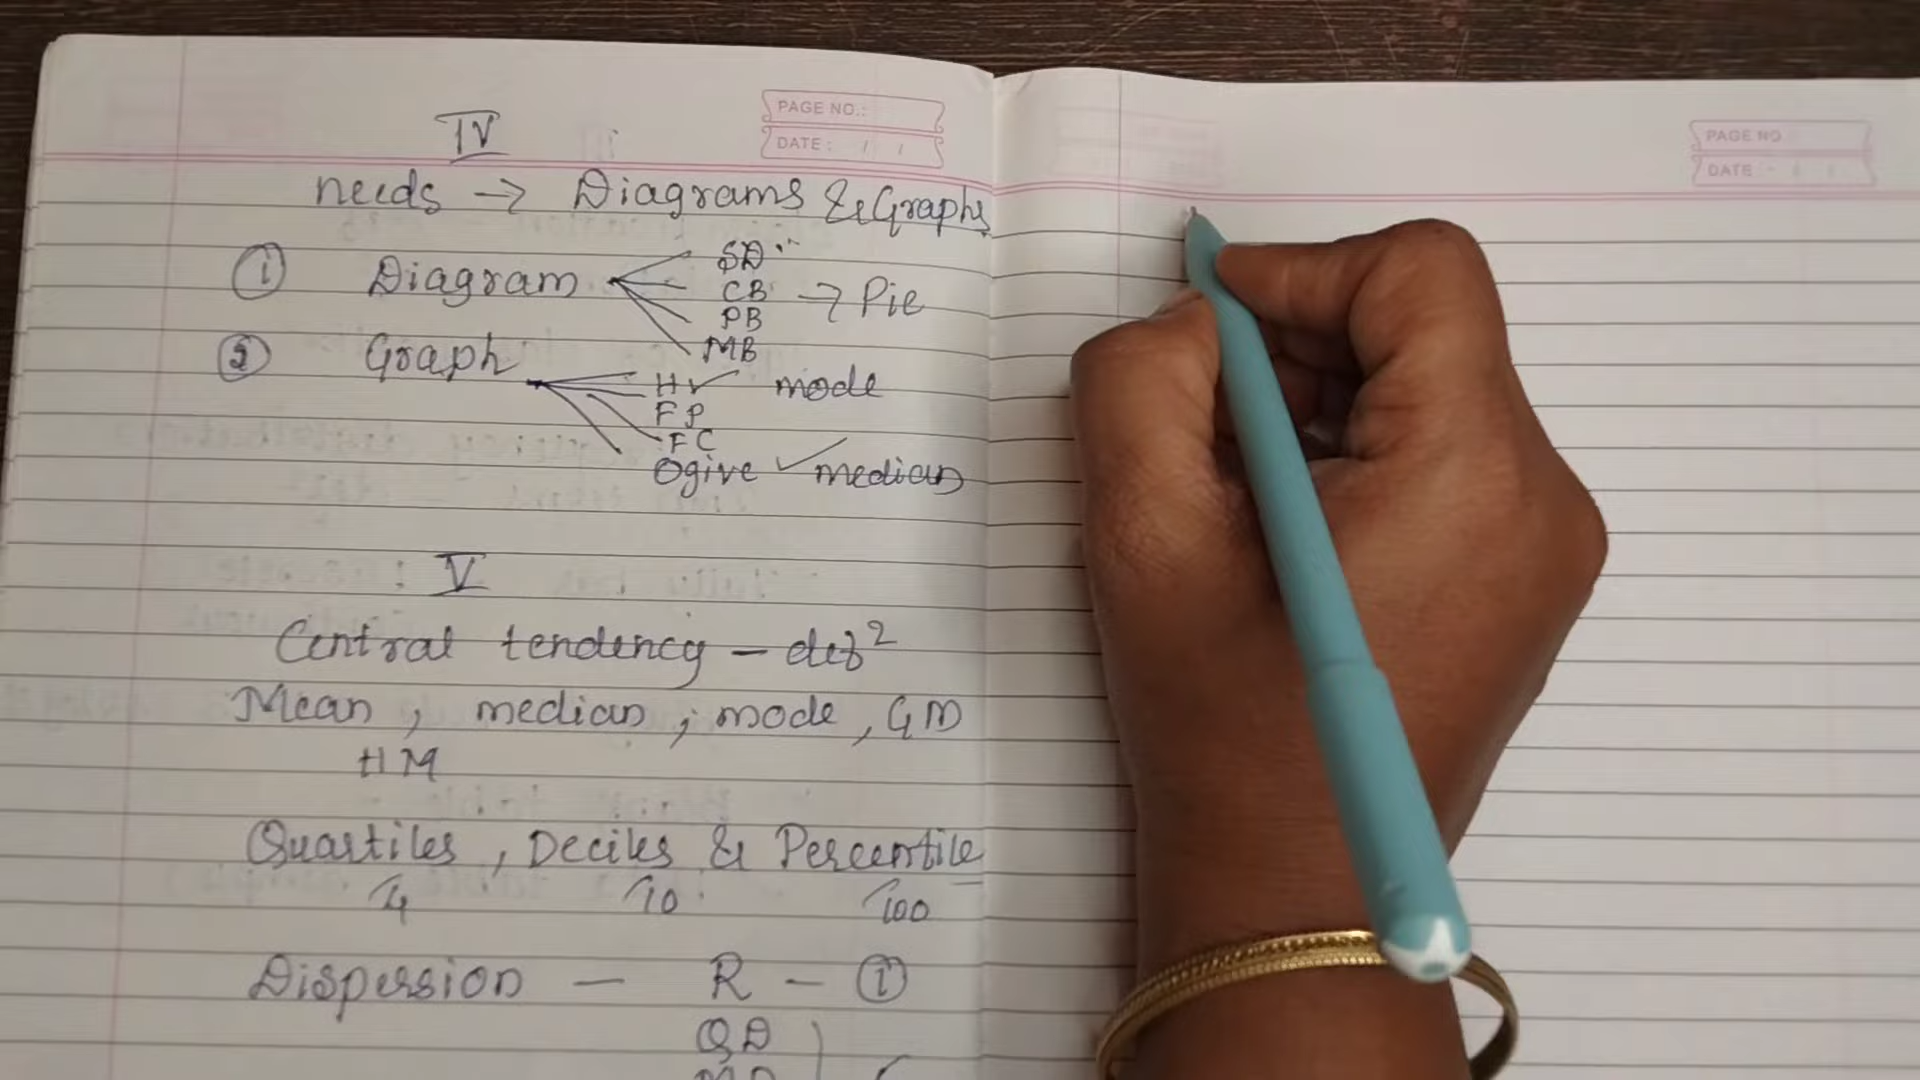 IV
PAGE NO.:
DATE: / /
needs → Diagrams & Graphs
① Diagram
SD
CB → Pie
PB
MB
② Graph
H ✓ mode
FP
FC
Ogive ✓ median
V
Central tendency – def²
Mean, median, mode, GM
HM
Quartiles, Deciles & Percentile
4 10 100
Dispersion – R – ①
QD
PAGE NO.
DATE